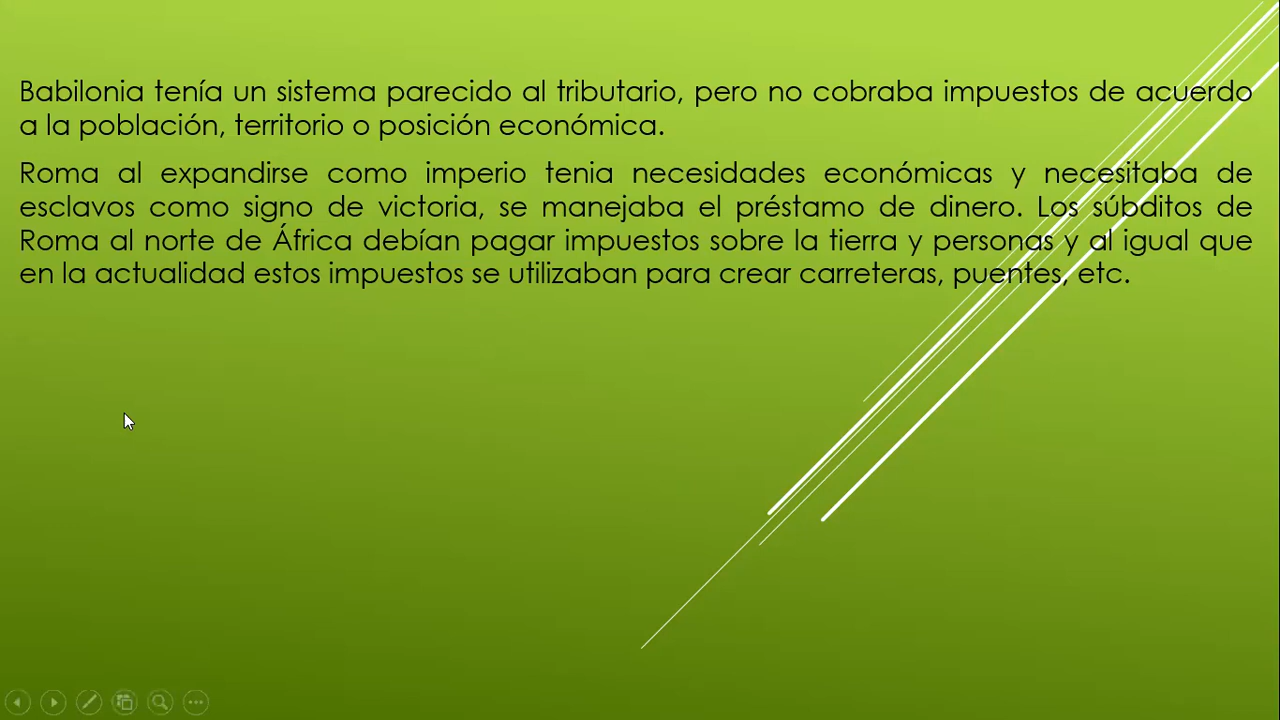 Babilonia tenía un sistema parecido al tributario, pero no cobraba impuestos de acuerdo
a la población, territorio o posición económica.
Roma al expandirse como imperio tenia necesidades económicas y necesitaba de
esclavos como signo de victoria, se manejaba el préstamo de dinero. Los súbditos de
Roma al norte de África debían pagar impuestos sobre la tierra y personas y al igual que
en la actualidad estos impuestos se utilizaban para crear carreteras, puentes, etc.